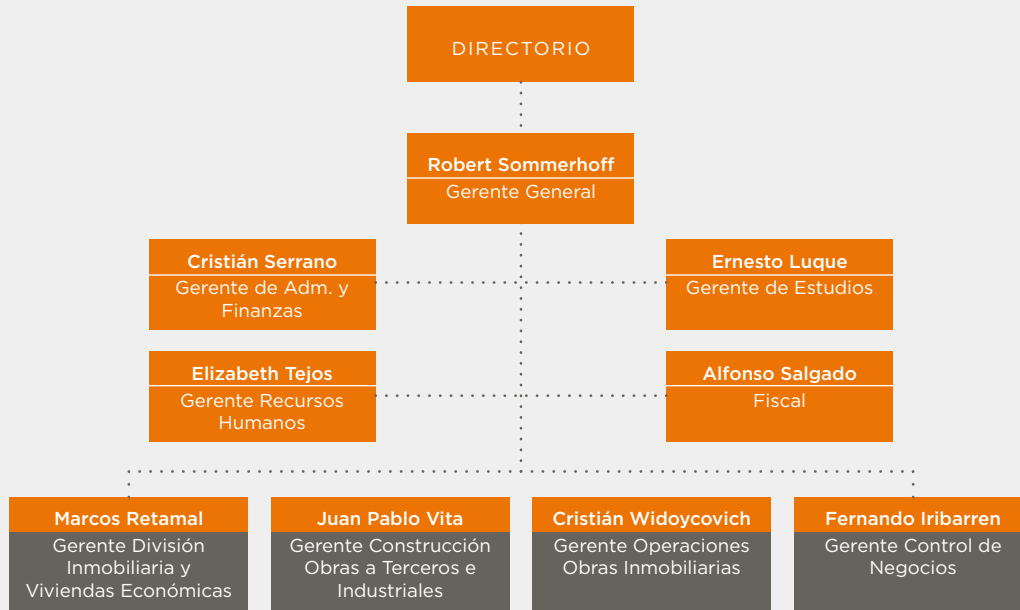 DIRECTORIO
Robert Sommerhoff
Gerente General
Cristián Serrano
Gerente de Adm. y
Finanzas
Ernesto Luque
Gerente de Estudios
Elizabeth Tejos
Gerente Recursos
Humanos
Alfonso Salgado
Fiscal
Marcos Retamal
Gerente División
Inmobiliaria y
Viviendas Económicas
Juan Pablo Vita
Gerente Construcción
Obras a Terceros e
Industriales
Cristián Widoycovich
Gerente Operaciones
Obras Inmobiliarias
Fernando Iribarren
Gerente Control de
Negocios